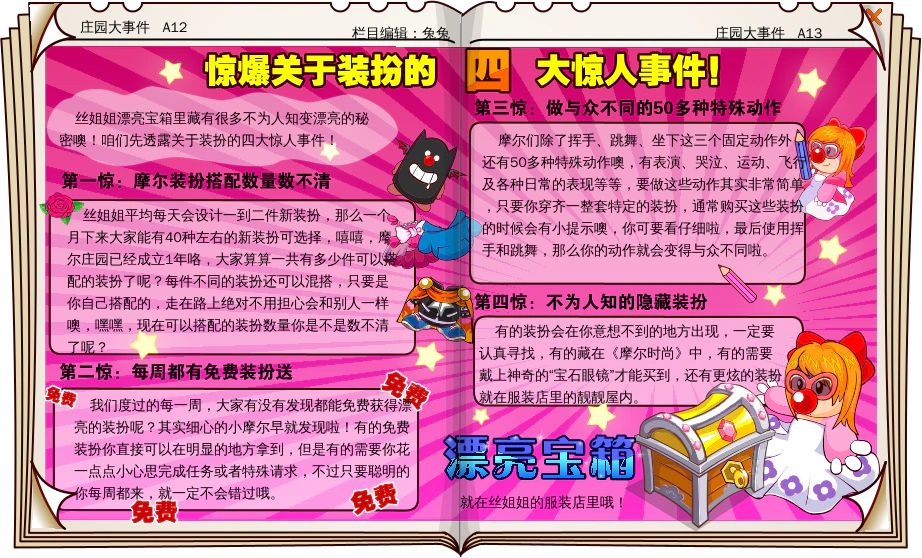 庄园大事件 A12
栏目编辑：兔兔
庄园大事件 A13
惊爆关于装扮的四大惊人事件！
丝姐姐漂亮宝箱里藏有很多不为人知变漂亮的秘
密噢！咱们先透露关于装扮的四大惊人事件！
第一惊：摩尔装扮搭配数量数不清
丝姐姐平均每天会设计一到二件新装扮，那么一个
月下来大家能有40种左右的新装扮可选择，嘻嘻，摩
尔庄园已经成立1年咯，大家算算一共有多少件可以搭
配的装扮了呢？每件不同的装扮还可以混搭，只要是
你自己搭配的，走在路上绝对不用担心会和别人一样
噢，嘿嘿，现在可以搭配的装扮数量你是不是数不清
了呢？
第二惊：每周都有免费装扮送
免费
免费
我们度过的每一周，大家有没有发现都能免费获得漂
亮的装扮呢？其实细心的小摩尔早就发现啦！有的免费
装扮你直接可以在明显的地方拿到，但是有的需要你花
一点点小心思完成任务或者特殊请求，不过只要聪明的
你每周都来，就一定不会错过哦。
免费
免费
第三惊：做与众不同的50多种特殊动作
摩尔们除了挥手、跳舞、坐下这三个固定动作外，
还有50多种特殊动作噢，有表演、哭泣、运动、飞行
及各种日常的表现等等，要做这些动作其实非常简单
，只要你穿齐一整套特定的装扮，通常购买这些装扮
的时候会有小提示噢，你可要看仔细啦，最后使用挥
手和跳舞，那么你的动作就会变得与众不同啦。
第四惊：不为人知的隐藏装扮
有的装扮会在你意想不到的地方出现，一定要
认真寻找，有的藏在《摩尔时尚》中，有的需要
戴上神奇的“宝石眼镜”才能买到，还有更炫的装扮
就在服装店里的靓靓屋内。
漂亮宝箱
就在丝姐姐的服装店里哦！